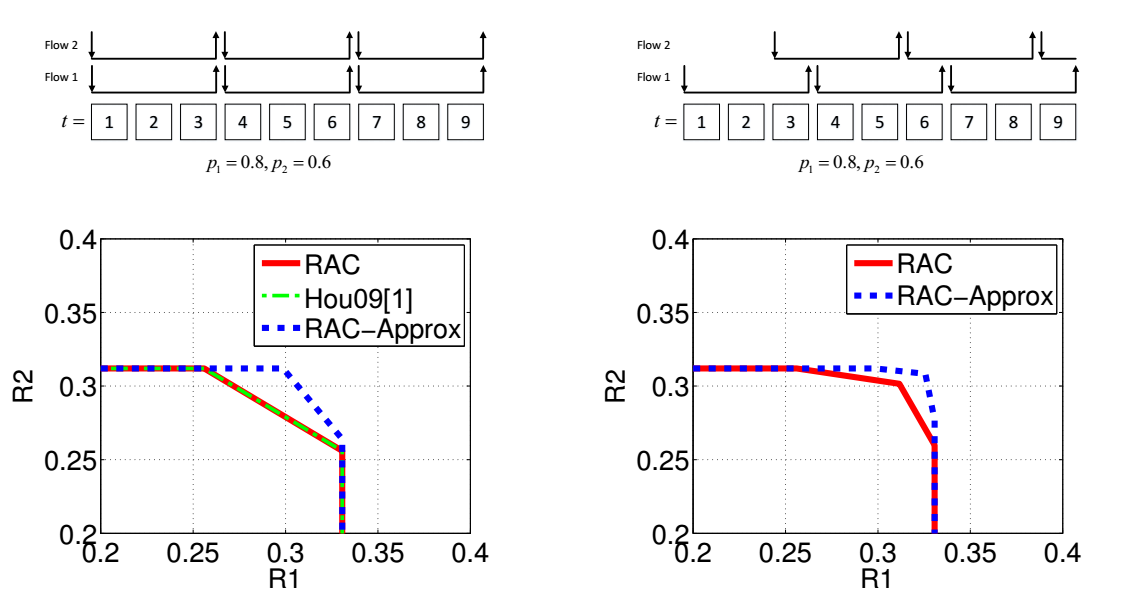 Flow 2
Flow 1
t = 1 2 3 4 5 6 7 8 9
p1 = 0.8, p2 = 0.6
0.4
0.35
0.3
0.25
0.2
R2
RAC
Hou09[1]
RAC-Approx
0.2 0.25 0.3 0.35 0.4
R1
Flow 2
Flow 1
t = 1 2 3 4 5 6 7 8 9
p1 = 0.8, p2 = 0.6
0.4
0.35
0.3
0.25
0.2
R2
RAC
RAC-Approx
0.2 0.25 0.3 0.35 0.4
R1